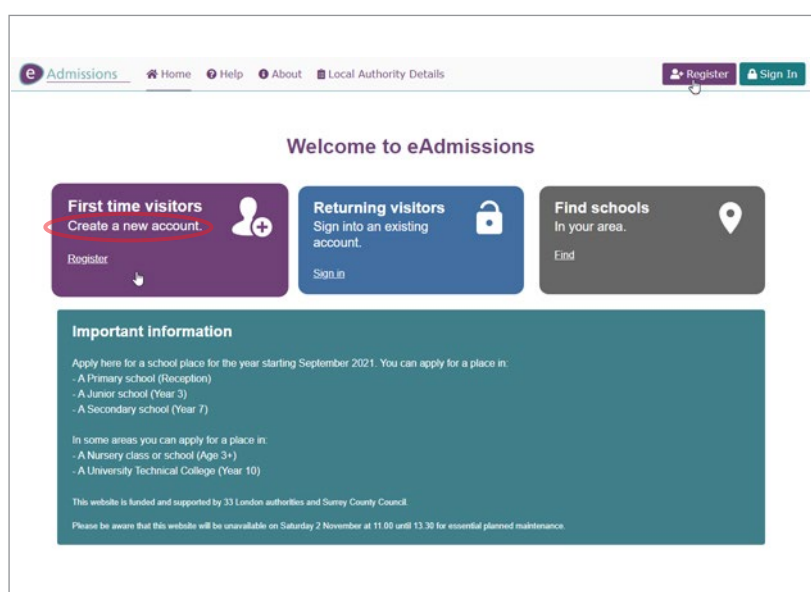 e Admissions Home Help About Local Authority Details Register Sign In
Welcome to eAdmissions
First time visitors
Create a new account.
Register
Returning visitors
Sign into an existing
account.
Sign in
Find schools
In your area.
Find
Important information
Apply here for a school place for the year starting September 2021. You can apply for a place in:
- A Primary school (Reception)
- A Junior school (Year 3)
- A Secondary school (Year 7)
In some areas you can apply for a place in:
- A Nursery class or school (Age 3+)
- A University Technical College (Year 10)
This website is funded and supported by 33 London authorities and Surrey County Council.
Please be aware that this website will be unavailable on Saturday 2 November at 11.00 until 13.30 for essential planned maintenance.